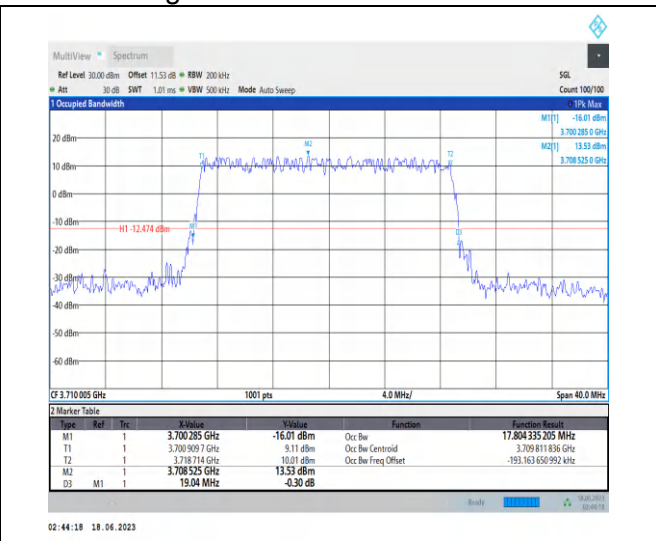 MultiView Spectrum
Ref Level 30.00 dBm Offset 11.53 dB RBW 200 kHz SGL
Att 30 dB SWT 1.01 ms VBW 500 kHz Mode Auto Sweep Count 100/100
1 Occupied Bandwidth 1Pk Max
M1[1] -16.01 dBm
3.700 285 0 GHz
M2[1] 13.53 dBm
3.708 525 0 GHz
M2
20 dBm
T1
T2
10 dBm
0 dBm
-10 dBm
H1 -12.474 dBm
M1
D3
-20 dBm
-30 dBm
-40 dBm
-50 dBm
-60 dBm
CF 3.710 005 GHz 1001 pts 4.0 MHz/ Span 40.0 MHz
2 Marker Table
Type Ref Trc X-Value Y-Value Function Function Result
M1 1 3.700 285 GHz -16.01 dBm Occ Bw 17.804 335 205 MHz
T1 1 3.700 909 7 GHz 9.11 dBm Occ Bw Centroid 3.709 811 836 GHz
T2 1 3.718 714 GHz 10.01 dBm Occ Bw Freq Offset -193.163 650 992 kHz
M2 1 3.708 525 GHz 13.53 dBm
D3 M1 1 19.04 MHz -0.30 dB
Ready 18.06.2023
02:44:18
02:44:18 18.06.2023